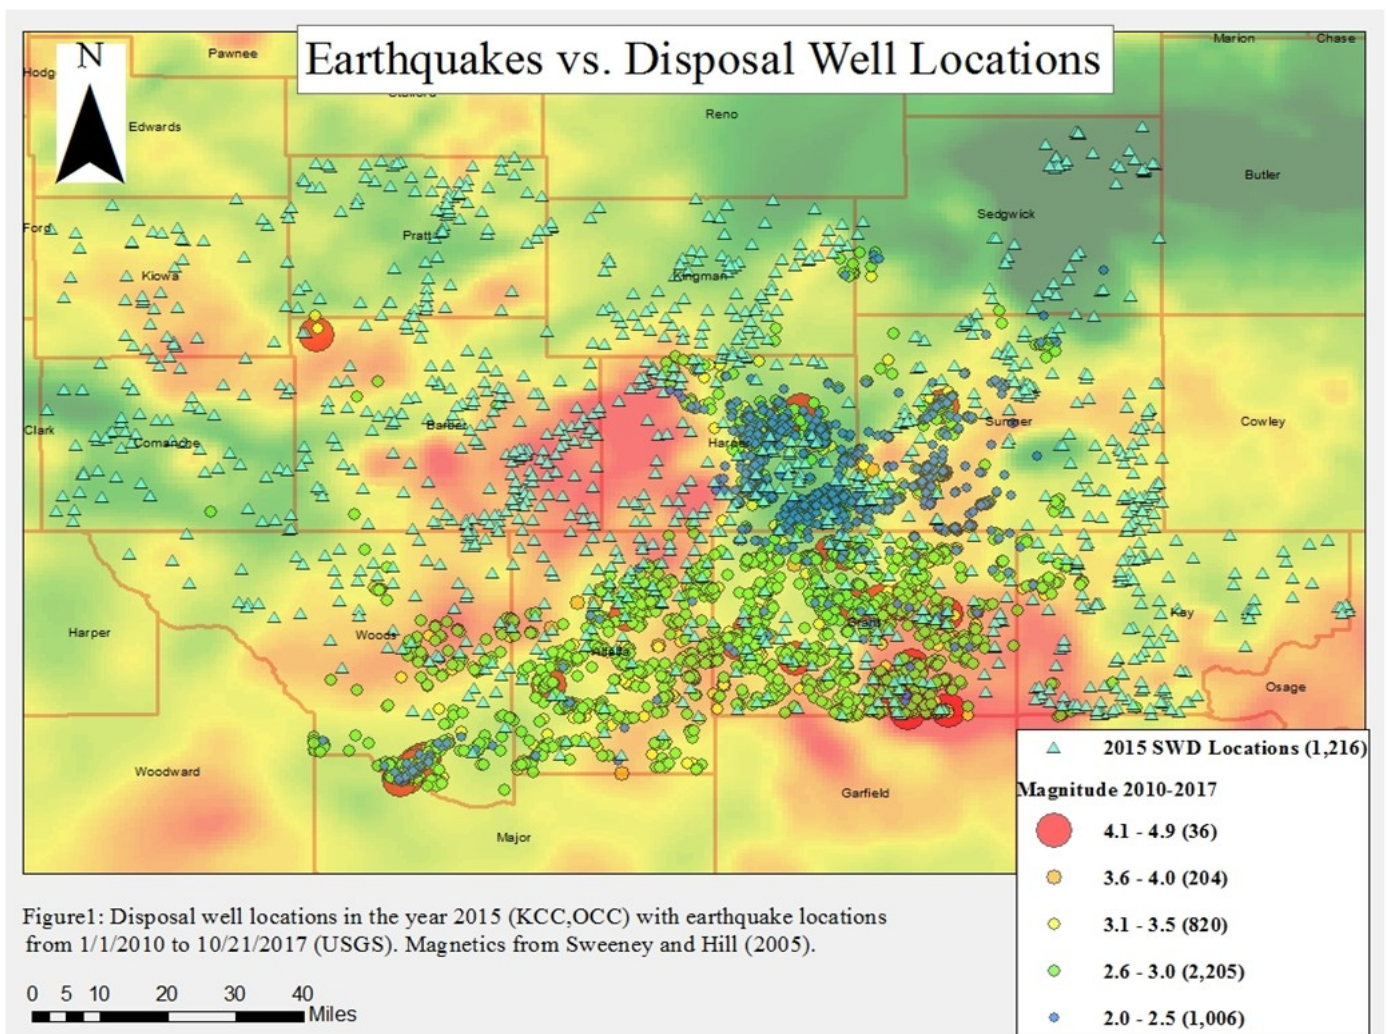 Earthquakes vs. Disposal Well Locations
N
Pawnee
Marion
Chase
Hodg
Stafford
Edwards
Reno
Butler
Sedgwick
Ford
Pratt
Kiowa
Kingman
Clark
Comanche
Barber
Harper
Sumner
Cowley
Harper
Woods
Alfalfa
Grant
Kay
Osage
Woodward
Garfield
Major
2015 SWD Locations (1,216)
Magnitude 2010-2017
4.1 - 4.9 (36)
3.6 - 4.0 (204)
3.1 - 3.5 (820)
2.6 - 3.0 (2,205)
2.0 - 2.5 (1,006)
Figure1: Disposal well locations in the year 2015 (KCC,OCC) with earthquake locations
from 1/1/2010 to 10/21/2017 (USGS). Magnetics from Sweeney and Hill (2005).
0 5 10 20 30 40
Miles